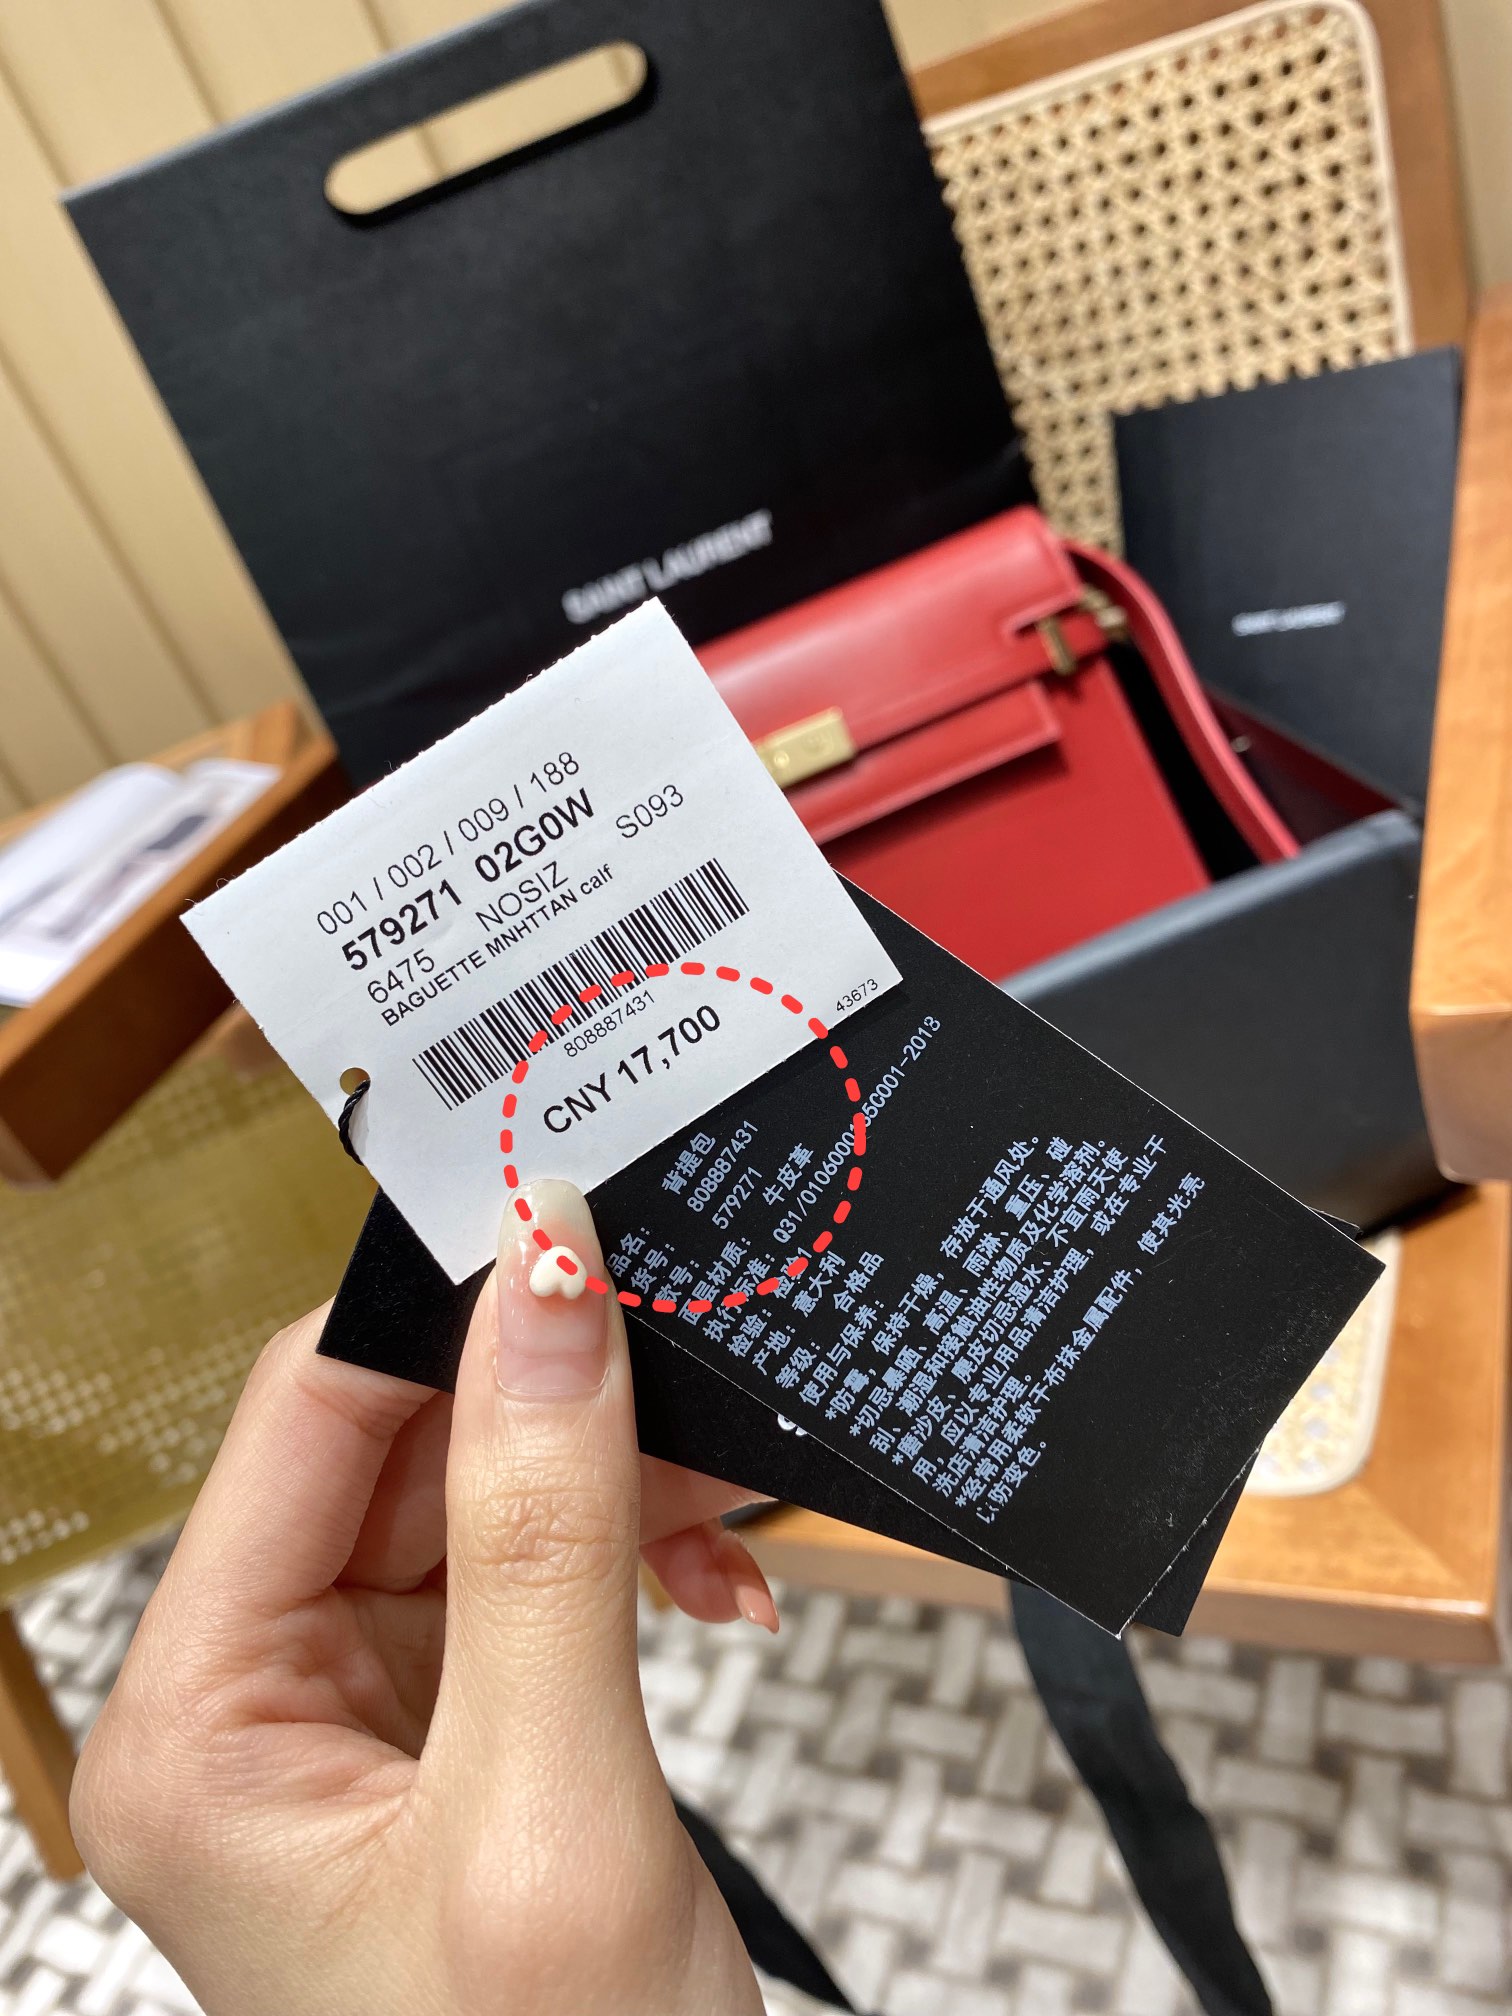 SAINT LAURENT
SAINT LAURENT
001 / 002 / 009 / 188
579271 02G0W
6475 NOSIZ S093
BAGUETTE MNHTTAN calf
808887431
43673
CNY 17,700
品名： 背提包
货号： 808887431
款号： 579271
面层材质： 牛皮革
执行标准： Q31/0106000165C001-2013
检验： 检验1
产地： 意大利
等级： 合格品
使用与保养：
*防霉，保持干燥，存放于通风处。
*切忌暴晒、高温、雨淋、重压、碰
刮、潮湿和接触油性物质及化学溶剂。
*磨沙皮、麂皮切忌湿水、不宜雨天使
用，应以专业用品清洁护理，或在专业干
洗店清洁护理。
*经常用柔软干布抹金属配件，使其光亮
以防变色。